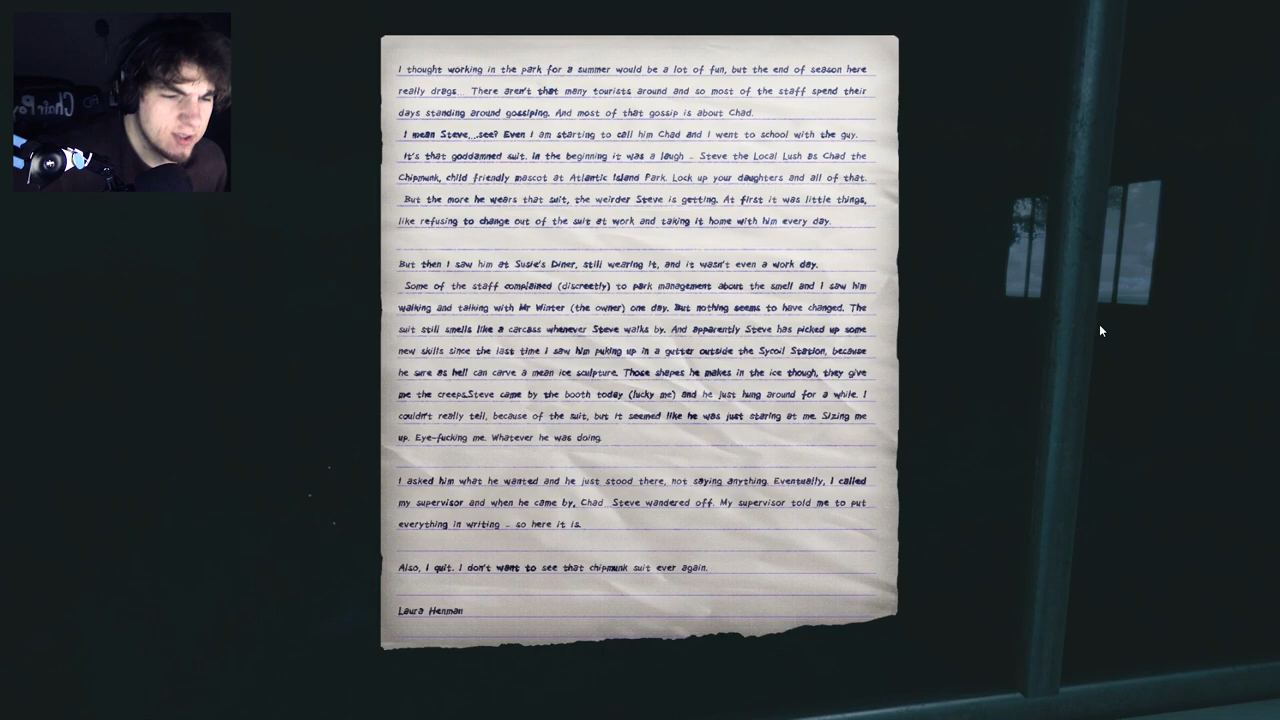 I thought working in the park for a summer would be a lot of fun, but the end of season here
really drags... There aren't that many tourists around and so most of the staff spend their
days standing around gossiping. And most of that gossip is about Chad.
I mean Steve...see? Even I am starting to call him Chad and I went to school with the guy.
It's that goddamned suit. In the beginning it was a laugh - Steve the Local Lush as Chad the
Chipmunk, child friendly mascot at Atlantic Island Park. Lock up your daughters and all of that.
But the more he wears that suit, the weirder Steve is getting. At first it was little things,
like refusing to change out of the suit at work and taking it home with him every day.
But then I saw him at Susie's Diner, still wearing it, and it wasn't even a work day.
Some of the staff complained (discreetly) to park management about the smell and I saw him
walking and talking with Mr Winter (the owner) one day. But nothing seems to have changed. The
suit still smells like a carcass whenever Steve walks by. And apparently Steve has picked up some
new skills since the last time I saw him puking up in a gutter outside the Sycoil Station, because
he sure as hell can carve a mean ice sculpture. Those shapes he makes in the ice though, they give
me the creeps.Steve came by the booth today (lucky me) and he just hung around for a while. I
couldn't really tell, because of the suit, but it seemed like he was just staring at me. Sizing me
up. Eye-fucking me. Whatever he was doing.
I asked him what he wanted and he just stood there, not saying anything. Eventually, I called
my supervisor and when he came by, Chad...Steve wandered off. My supervisor told me to put
everything in writing - so here it is.
Also, I quit. I don't want to see that chipmunk suit ever again.
Laura Henman